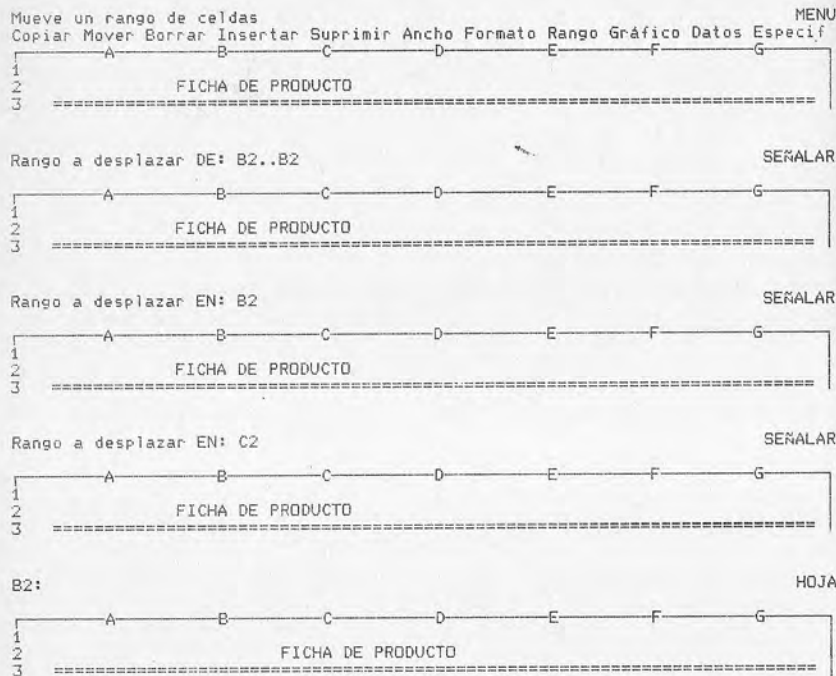 Mueve un rango de celdas MENU
Copiar Mover Borrar Insertar Suprimir Ancho Formato Rango Gráfico Datos Especif
A B C D E F G
1
2 FICHA DE PRODUCTO
3 ========================================================================
Rango a desplazar DE: B2..B2 SEÑALAR
A B C D E F G
1
2 FICHA DE PRODUCTO
3 ========================================================================
Rango a desplazar EN: B2 SEÑALAR
A B C D E F G
1
2 FICHA DE PRODUCTO
3 ========================================================================
Rango a desplazar EN: C2 SEÑALAR
A B C D E F G
1
2 FICHA DE PRODUCTO
3 ========================================================================
B2: HOJA
A B C D E F G
1
2 FICHA DE PRODUCTO
3 ========================================================================